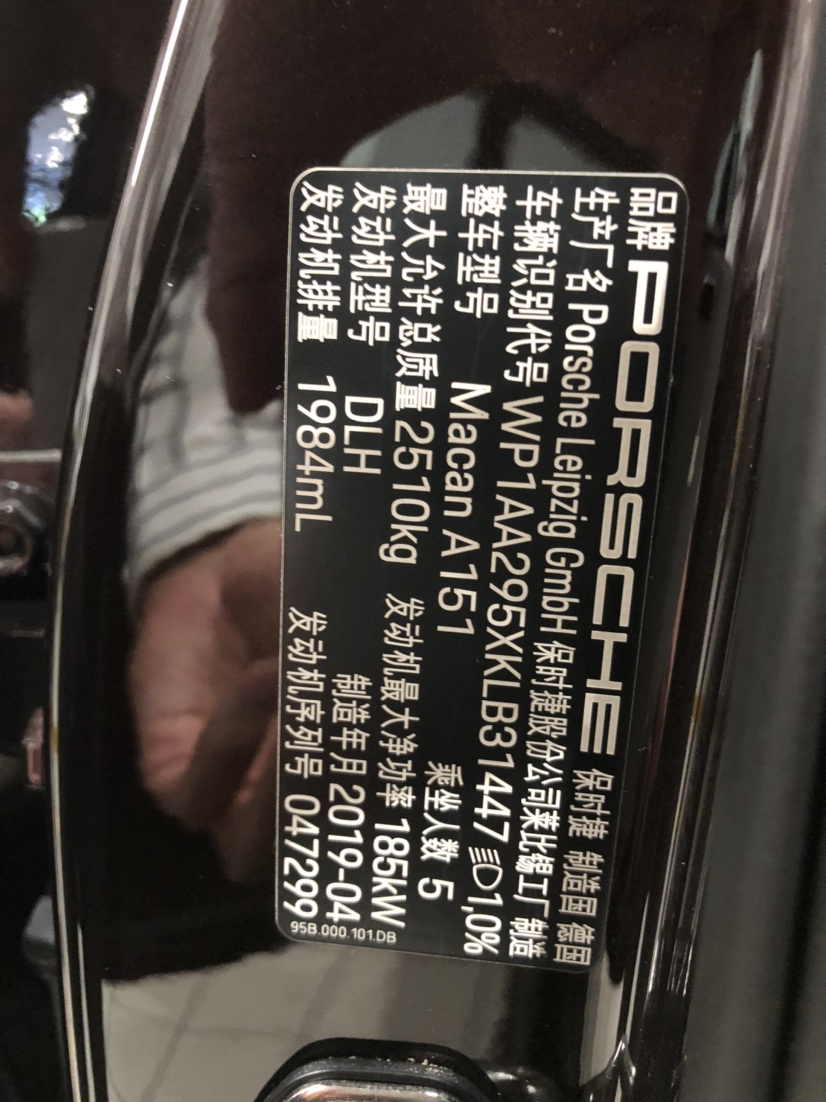 品牌 PORSCHE 保时捷 制造国 德国
生产厂名 Porsche Leipzig GmbH 保时捷股份公司莱比锡工厂 制造
车辆识别代号 WP1AA295XKLB31447 1,0%
整车型号 Macan A151 乘坐人数 5
最大允许总质量 2510kg 发动机最大净功率 185kW
发动机型号 DLH 制造年月 2019-04
发动机排量 1984mL 发动机序列号 047299
95B.000.101.DB